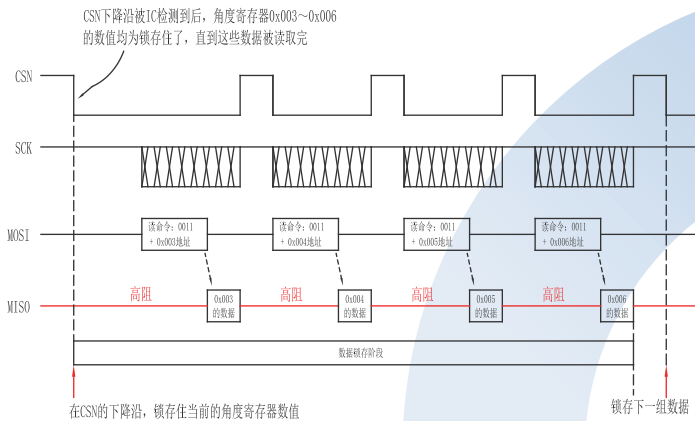 CSN下降沿被IC检测到后，角度寄存器0x003～0x006
的数值均为锁存住了，直到这些数据被读取完
CSN
SCK
MOSI
读命令：0011
+ 0x003地址
读命令：0011
+ 0x004地址
读命令：0011
+ 0x005地址
读命令：0011
+ 0x006地址
MISO
高阻
0x003
的数据
高阻
0x004
的数据
高阻
0x005
的数据
高阻
0x006
的数据
数据锁存阶段
在CSN的下降沿，锁存住当前的角度寄存器数值
锁存下一组数据